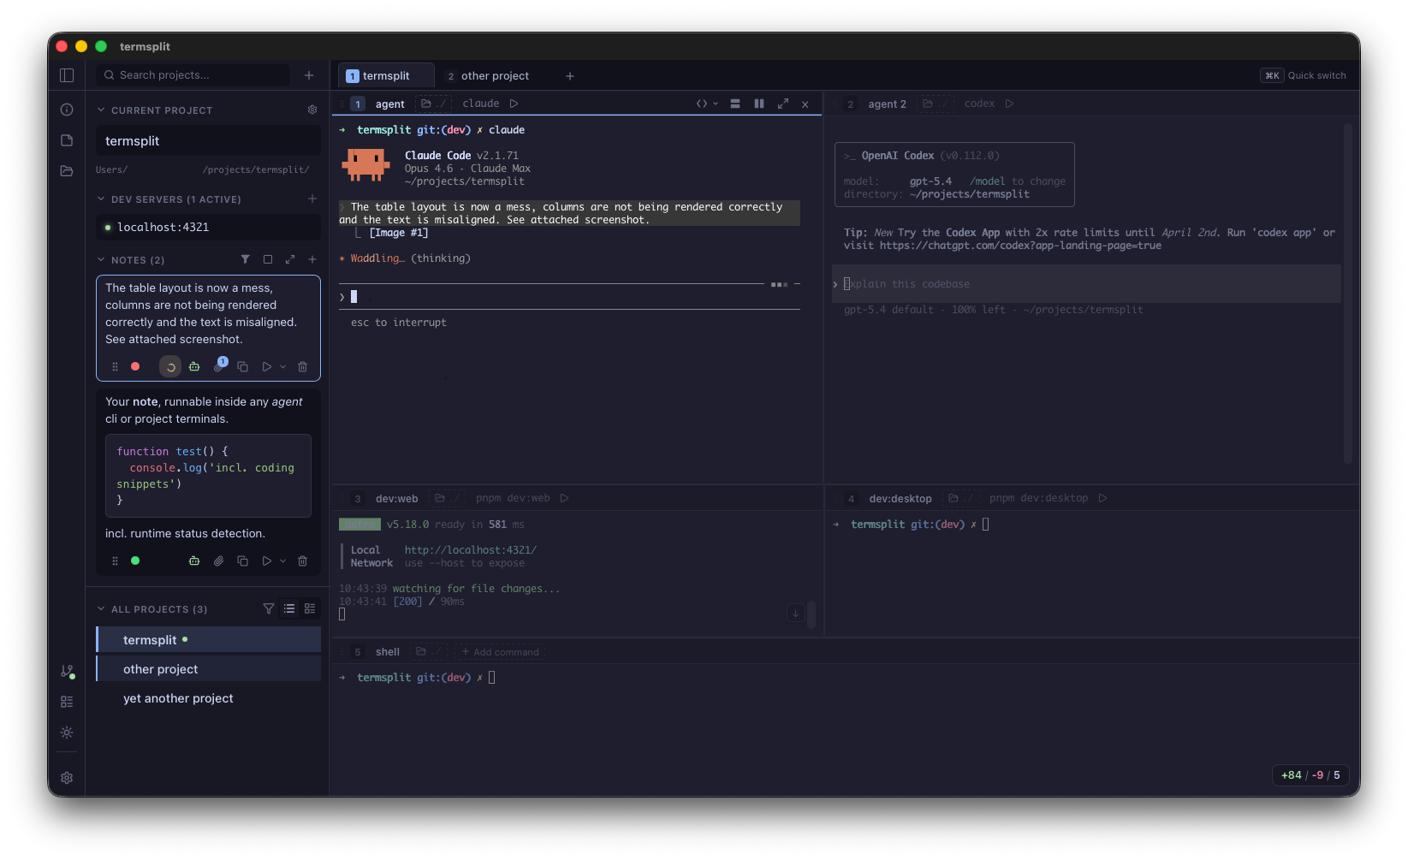 termsplit
Search projects...
1 termsplit
2 other project
⌘K Quick switch
CURRENT PROJECT
termsplit
Users/ /projects/termsplit/
DEV SERVERS (1 ACTIVE)
localhost:4321
NOTES (2)
The table layout is now a mess,
columns are not being rendered
correctly and the text is misaligned.
See attached screenshot.
1
Your note, runnable inside any agent
cli or project terminals.
function test() {
console.log('incl. coding
snippets')
}
incl. runtime status detection.
ALL PROJECTS (3)
termsplit
other project
yet another project
1 agent ./ claude
→ termsplit git:(dev) ✗ claude
Claude Code v2.1.71
Opus 4.6 · Claude Max
~/projects/termsplit
❯ The table layout is now a mess, columns are not being rendered correctly
and the text is misaligned. See attached screenshot.
⎿ [Image #1]
✶ Waddling… (thinking)
❯
esc to interrupt
2 agent 2 ./ codex
>_ OpenAI Codex (v0.112.0)
model: gpt-5.4 /model to change
directory: ~/projects/termsplit
Tip: New Try the Codex App with 2x rate limits until April 2nd. Run 'codex app' or
visit https://chatgpt.com/codex?app-landing-page=true
› Explain this codebase
gpt-5.4 default · 100% left · ~/projects/termsplit
3 dev:web ./ pnpm dev:web
astro v5.18.0 ready in 581 ms
Local http://localhost:4321/
Network use --host to expose
10:43:39 watching for file changes...
10:43:41 [200] / 90ms
4 dev:desktop ./ pnpm dev:desktop
→ termsplit git:(dev) ✗
5 shell ./ + Add command
→ termsplit git:(dev) ✗
+84 / -9 / 5